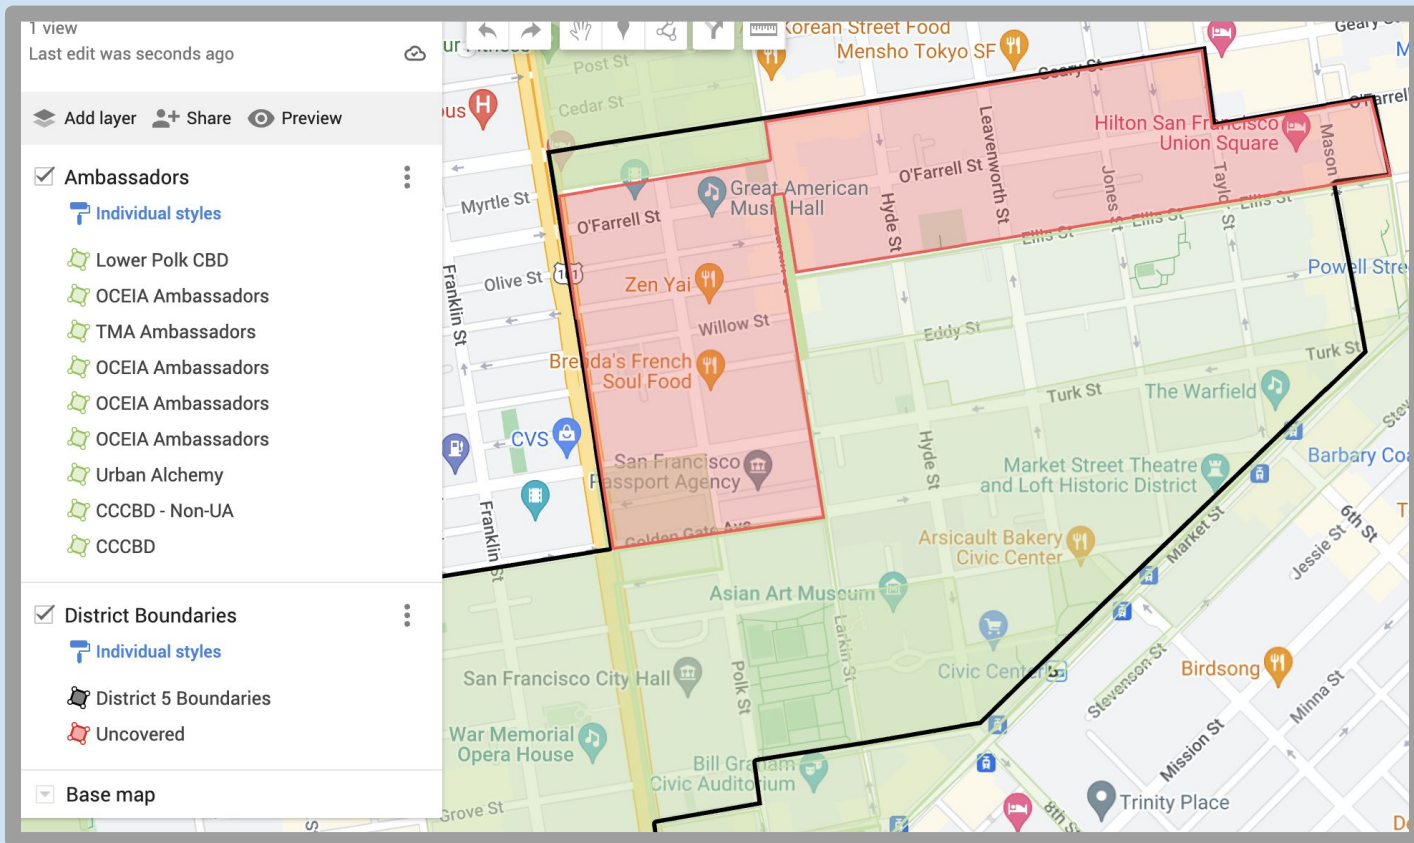 1 view
Last edit was seconds ago
Add layer
Share
Preview
Ambassadors
Individual styles
Lower Polk CBD
OCEIA Ambassadors
TMA Ambassadors
OCEIA Ambassadors
OCEIA Ambassadors
OCEIA Ambassadors
Urban Alchemy
CCCBD - Non-UA
CCCBD
District Boundaries
Individual styles
District 5 Boundaries
Uncovered
Base map
Korean Street Food
Mensho Tokyo SF
Geary St
Geary St
Post St
Cedar St
H
O'Farrell
Hilton San Francisco
Union Square
Mason
Leavenworth St
O'Farrell St
Jones St
Taylor St
Hyde St
Great American
Music Hall
Myrtle St
O'Farrell St
Ellis St
Ellis St
Ellis St
Olive St
101
Franklin St
Zen Yai
Powell Stre
Willow St
Eddy St
Brenda's French
Soul Food
Turk St
Turk St
The Warfield
CVS
San Francisco
Passport Agency
Hyde St
Market Street Theatre
and Loft Historic District
Barbary Coa
6th St
Franklin St
Golden Gate Ave
Arsicault Bakery
Civic Center
Market St
Jessie St
Asian Art Museum
Larkin St
Civic Center
Stevenson St
Birdsong
San Francisco City Hall
Polk St
Minna St
War Memorial
Opera House
Mission St
Bill Graham
Civic Auditorium
Grove St
8th St
Trinity Place